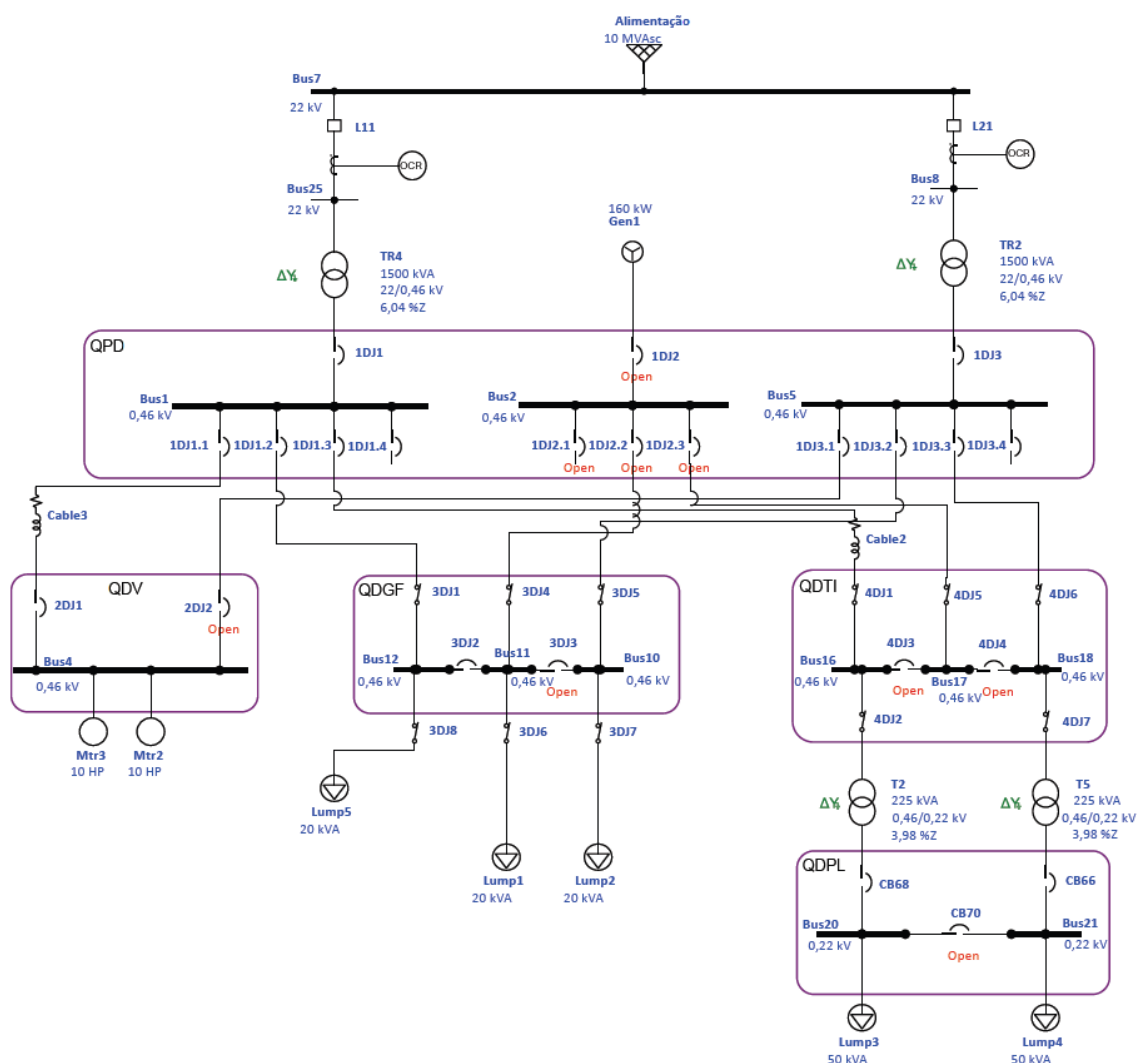 Alimentação
10 MVAsc
Bus7
22 kV
L11
L21
OCR
OCR
Bus25
22 kV
Bus8
22 kV
160 kW
Gen1
TR4
1500 kVA
22/0,46 kV
6,04 %Z
ΔY
TR2
1500 kVA
22/0,46 kV
6,04 %Z
ΔY
QPD
1DJ1
1DJ2
Open
1DJ3
Bus1
0,46 kV
Bus2
0,46 kV
Bus5
0,46 kV
1DJ1.1
1DJ1.2
1DJ1.3
1DJ1.4
1DJ2.1
1DJ2.2
1DJ2.3
Open
Open
Open
1DJ3.1
1DJ3.2
1DJ3.3
1DJ3.4
Cable3
Cable2
QDV
2DJ1
2DJ2
Open
Bus4
0,46 kV
Mtr3
10 HP
Mtr2
10 HP
QDGF
3DJ1
3DJ4
3DJ5
3DJ2
3DJ3
Open
Bus12
0,46 kV
Bus11
0,46 kV
Bus10
0,46 kV
3DJ8
3DJ6
3DJ7
Lump5
20 kVA
Lump1
20 kVA
Lump2
20 kVA
QDTI
4DJ1
4DJ5
4DJ6
4DJ3
4DJ4
Open
Open
Bus16
0,46 kV
Bus17
0,46 kV
Bus18
0,46 kV
4DJ2
4DJ7
T2
225 kVA
0,46/0,22 kV
3,98 %Z
ΔY
T5
225 kVA
0,46/0,22 kV
3,98 %Z
ΔY
QDPL
CB68
CB66
CB70
Open
Bus20
0,22 kV
Bus21
0,22 kV
Lump3
50 kVA
Lump4
50 kVA